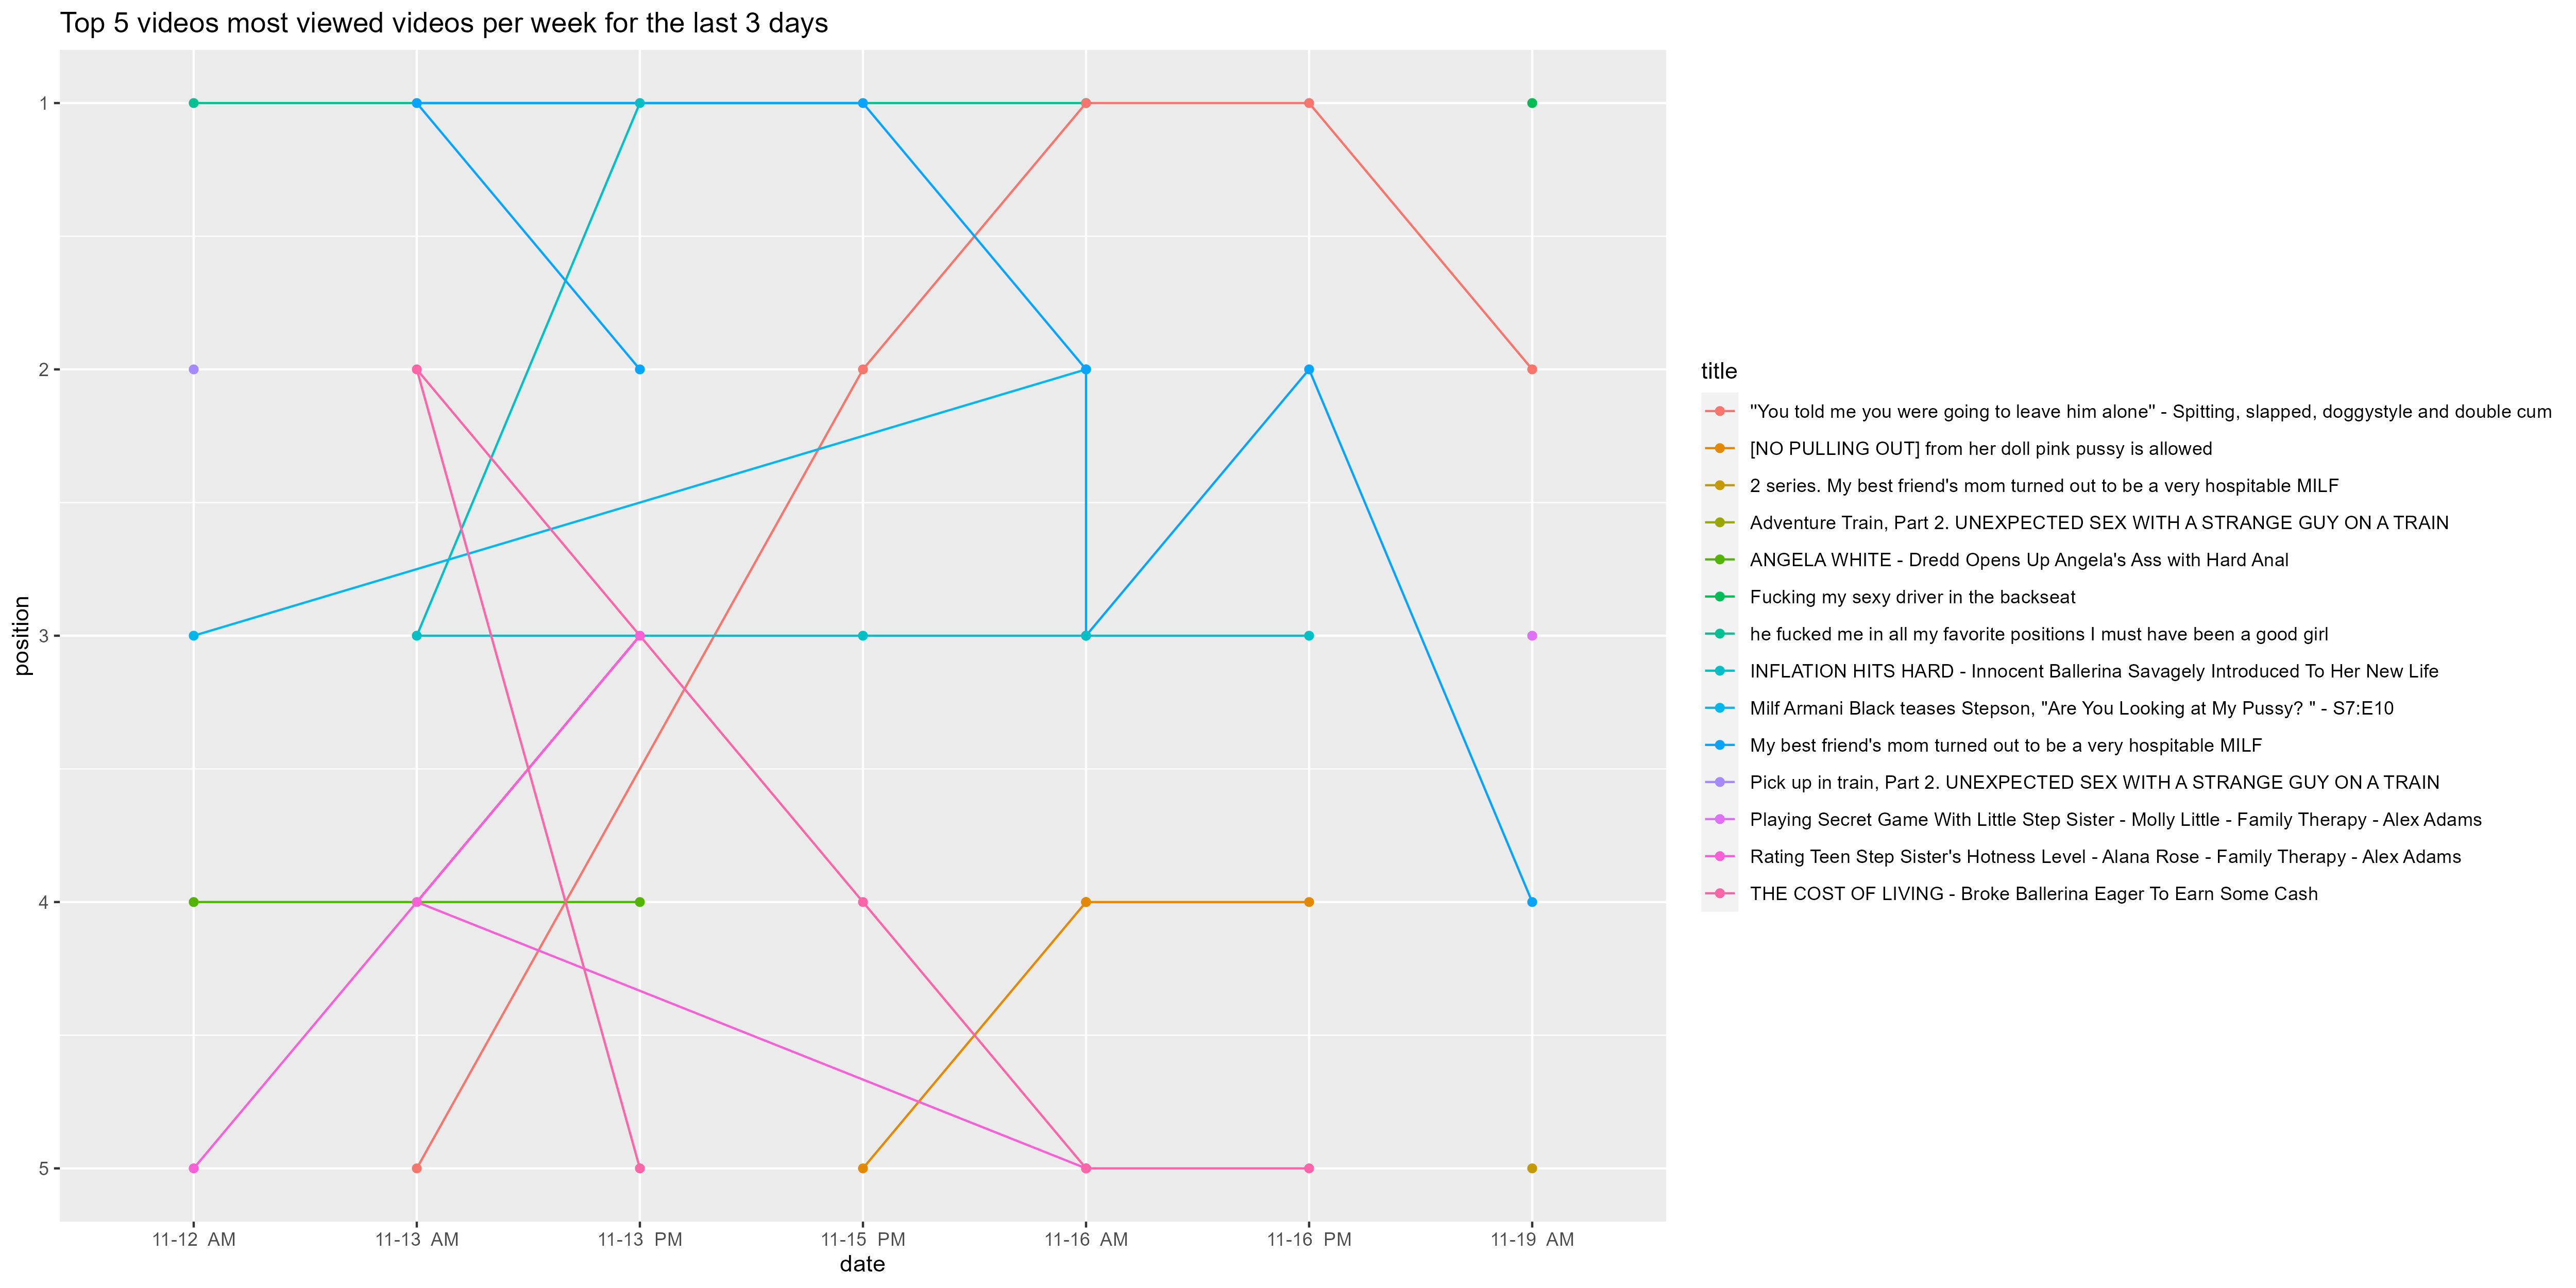 Top 5 videos most viewed videos per week for the last 3 days
position
1
2
3
4
5
11-12 AM
11-13 AM
11-13 PM
11-15 PM
11-16 AM
11-16 PM
11-19 AM
date
title
"You told me you were going to leave him alone" - Spitting, slapped, doggystyle and double cum
[NO PULLING OUT] from her doll pink pussy is allowed
2 series. My best friend's mom turned out to be a very hospitable MILF
Adventure Train, Part 2. UNEXPECTED SEX WITH A STRANGE GUY ON A TRAIN
ANGELA WHITE - Dredd Opens Up Angela's Ass with Hard Anal
Fucking my sexy driver in the backseat
he fucked me in all my favorite positions I must have been a good girl
INFLATION HITS HARD - Innocent Ballerina Savagely Introduced To Her New Life
Milf Armani Black teases Stepson, "Are You Looking at My Pussy? " - S7:E10
My best friend's mom turned out to be a very hospitable MILF
Pick up in train, Part 2. UNEXPECTED SEX WITH A STRANGE GUY ON A TRAIN
Playing Secret Game With Little Step Sister - Molly Little - Family Therapy - Alex Adams
Rating Teen Step Sister's Hotness Level - Alana Rose - Family Therapy - Alex Adams
THE COST OF LIVING - Broke Ballerina Eager To Earn Some Cash